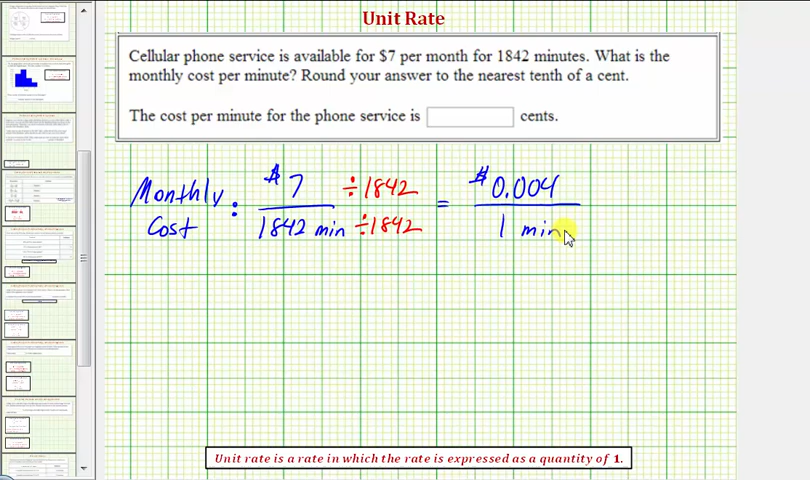 Unit Rate
Cellular phone service is available for $7 per month for 1842 minutes. What is the
monthly cost per minute? Round your answer to the nearest tenth of a cent.
The cost per minute for the phone service is cents.
Monthly Cost : $7 / 1842 min ÷1842 / ÷1842 = $0.004 / 1 min
Unit rate is a rate in which the rate is expressed as a quantity of 1.